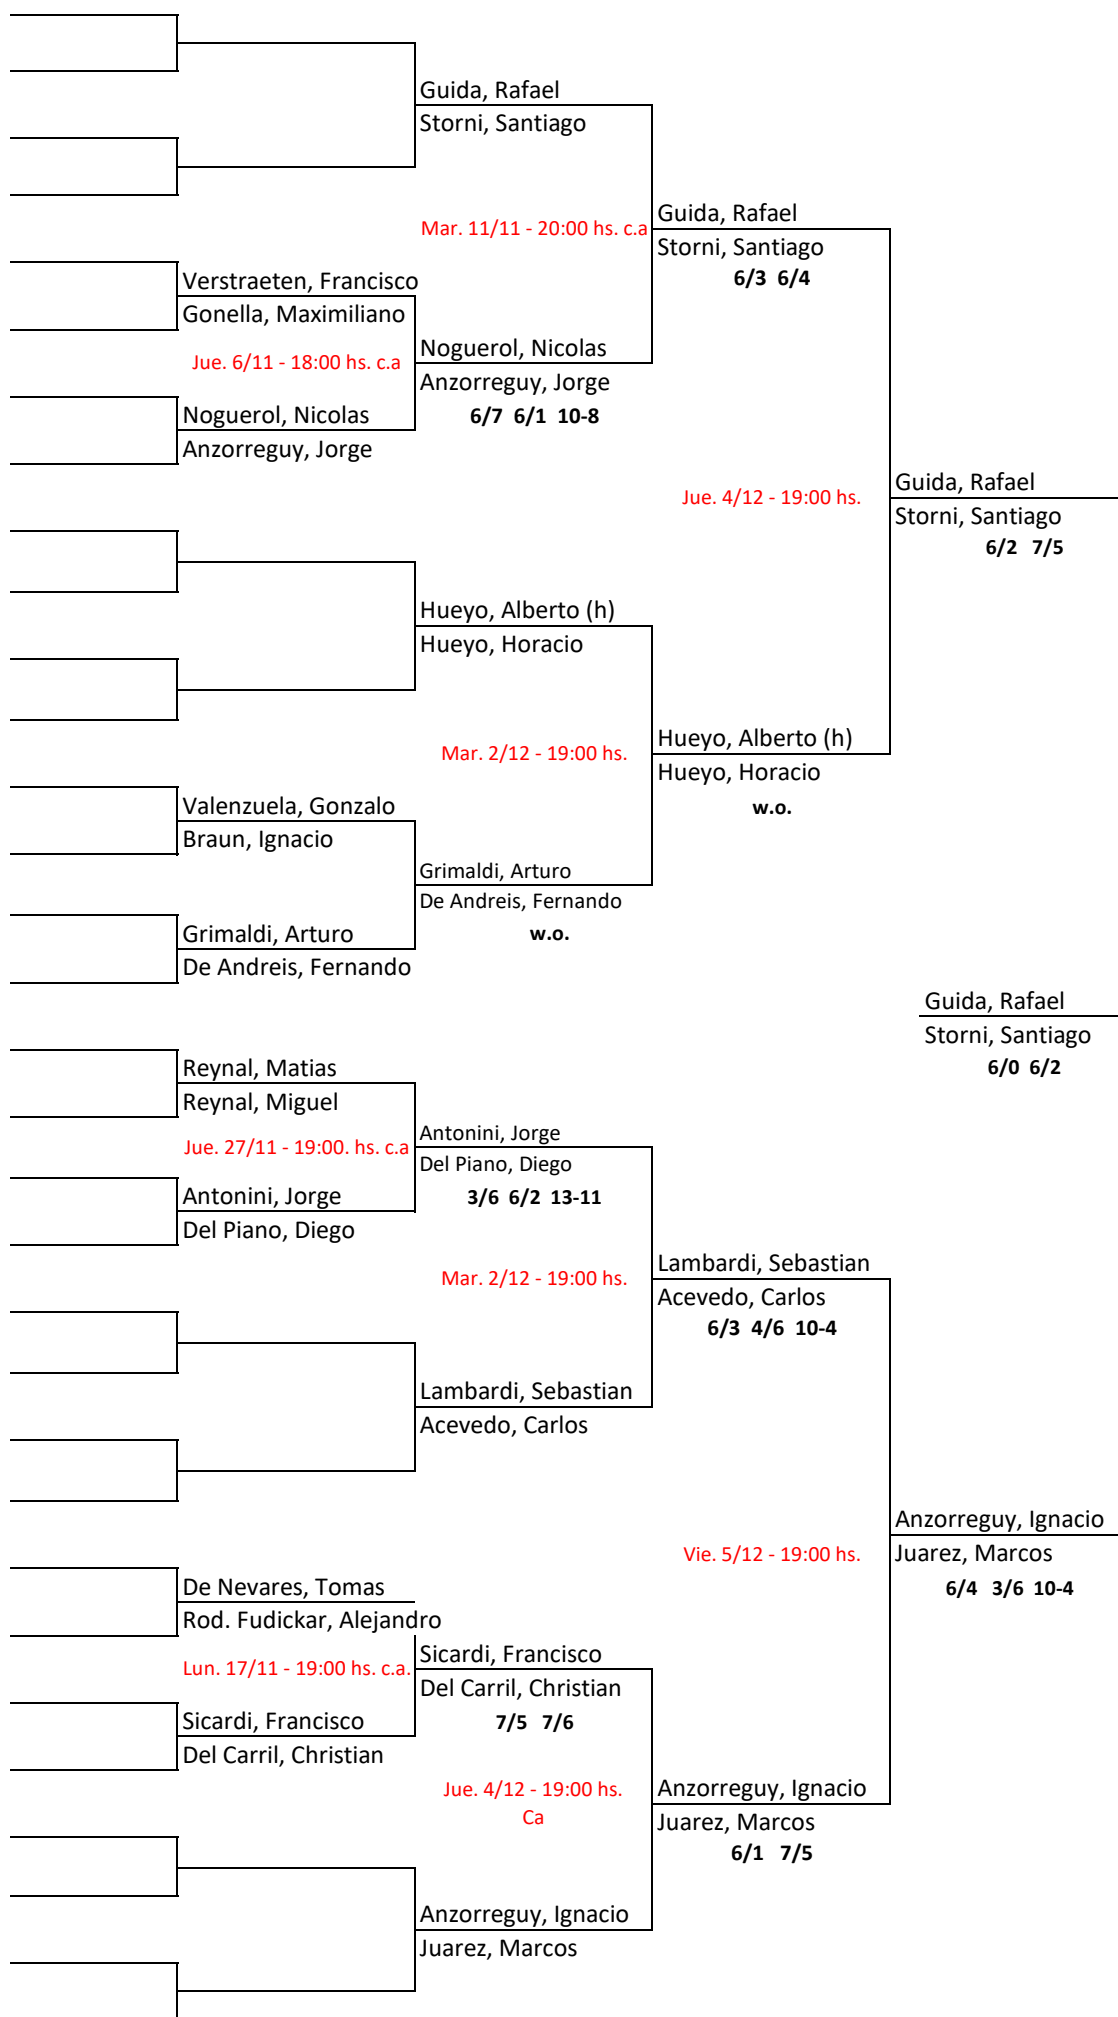 Guida, Rafael
Storni, Santiago
Mar. 11/11 - 20:00 hs. c.a
Guida, Rafael
Storni, Santiago
6/3 6/4
Verstraeten, Francisco
Gonella, Maximiliano
Jue. 6/11 - 18:00 hs. c.a
Noguerol, Nicolas
Anzorreguy, Jorge
6/7 6/1 10-8
Noguerol, Nicolas
Anzorreguy, Jorge
Jue. 4/12 - 19:00 hs.
Guida, Rafael
Storni, Santiago
6/2 7/5
Hueyo, Alberto (h)
Hueyo, Horacio
Mar. 2/12 - 19:00 hs.
Hueyo, Alberto (h)
Hueyo, Horacio
w.o.
Valenzuela, Gonzalo
Braun, Ignacio
Grimaldi, Arturo
De Andreis, Fernando
w.o.
Grimaldi, Arturo
De Andreis, Fernando
Guida, Rafael
Storni, Santiago
6/0 6/2
Reynal, Matias
Reynal, Miguel
Jue. 27/11 - 19:00. hs. c.a
Antonini, Jorge
Del Piano, Diego
3/6 6/2 13-11
Antonini, Jorge
Del Piano, Diego
Mar. 2/12 - 19:00 hs.
Lambardi, Sebastian
Acevedo, Carlos
6/3 4/6 10-4
Lambardi, Sebastian
Acevedo, Carlos
Vie. 5/12 - 19:00 hs.
Anzorreguy, Ignacio
Juarez, Marcos
6/4 3/6 10-4
De Nevares, Tomas
Rod. Fudickar, Alejandro
Lun. 17/11 - 19:00 hs. c.a.
Sicardi, Francisco
Del Carril, Christian
7/5 7/6
Sicardi, Francisco
Del Carril, Christian
Jue. 4/12 - 19:00 hs.
Ca
Anzorreguy, Ignacio
Juarez, Marcos
6/1 7/5
Anzorreguy, Ignacio
Juarez, Marcos